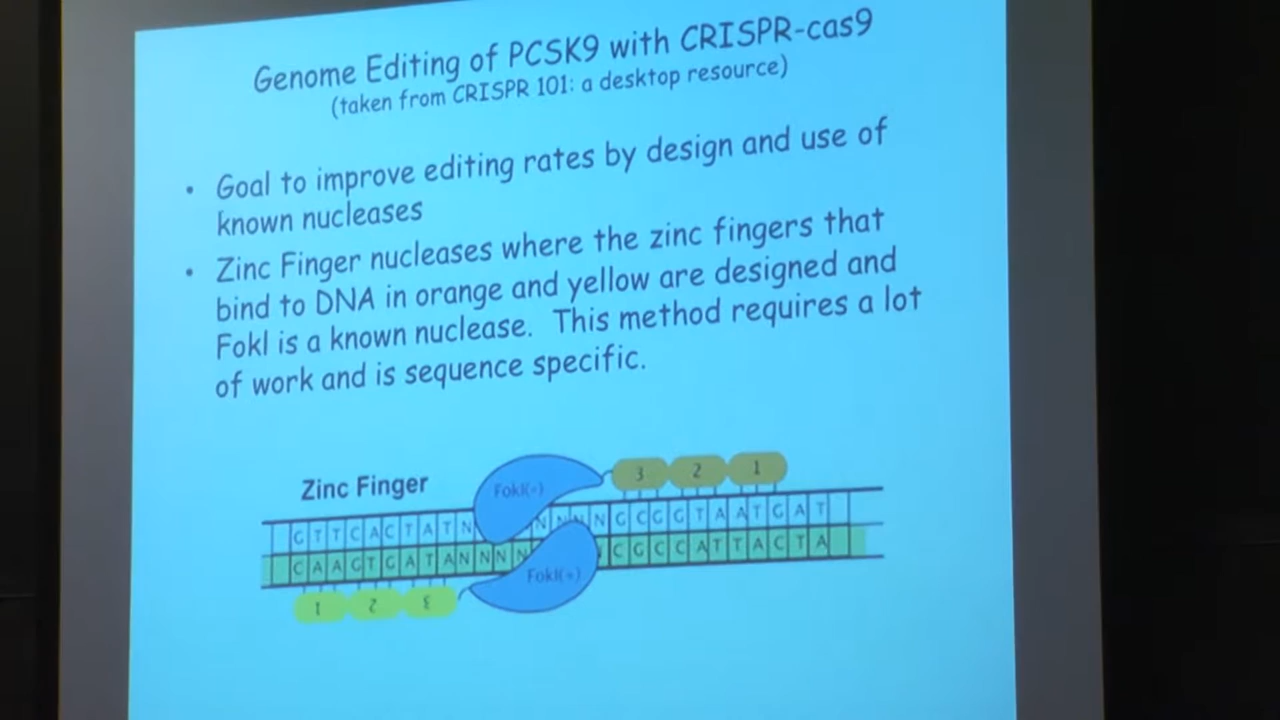 Genome Editing of PCSK9 with CRISPR-cas9
(taken from CRISPR 101: a desktop resource)
• Goal to improve editing rates by design and use of
known nucleases
• Zinc Finger nucleases where the zinc fingers that
bind to DNA in orange and yellow are designed and
FokI is a known nuclease. This method requires a lot
of work and is sequence specific.
Zinc Finger
FokI(-)
3 2 1
G T T C A C T A T N N N N N G C G G T A A T G A T
C A A G T G A T A N N N N C G C C A T T A C T A
FokI(+)
1 2 3